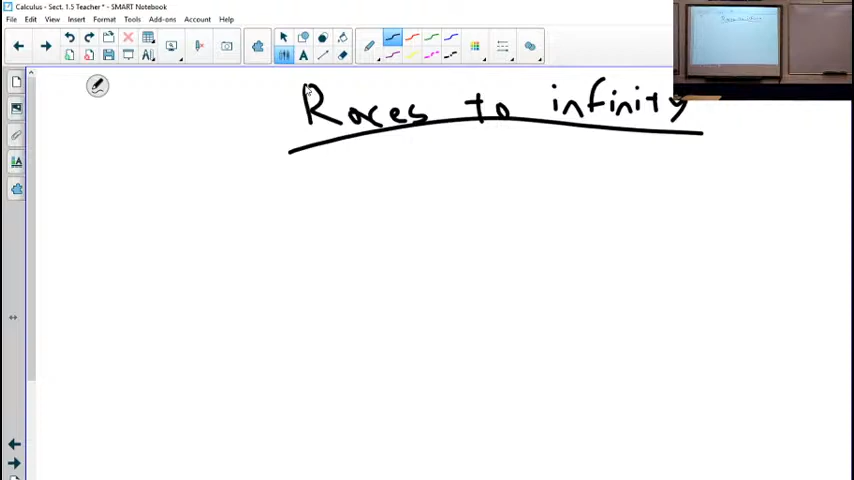 Calculus - Sect. 1.5 Teacher * - SMART Notebook
File Edit View Insert Format Tools Add-ons Account Help
Races to infinity